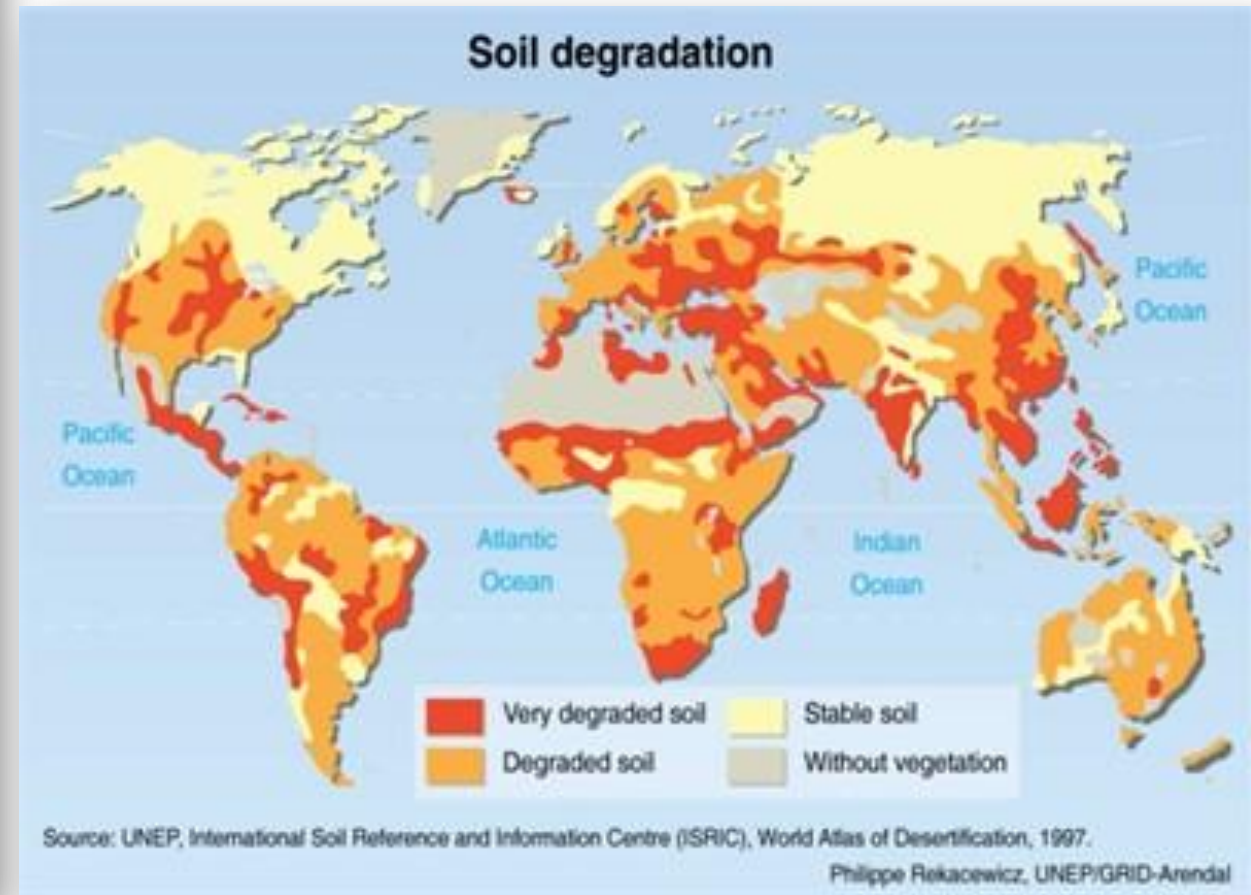 Soil degradation
Pacific
Ocean
Pacific
Ocean
Atlantic
Ocean
Indian
Ocean
Very degraded soil
Stable soil
Degraded soil
Without vegetation
Source: UNEP, International Soil Reference and Information Centre (ISRIC), World Atlas of Desertification, 1997.
Philippe Rekacewicz, UNEP/GRID-Arendal